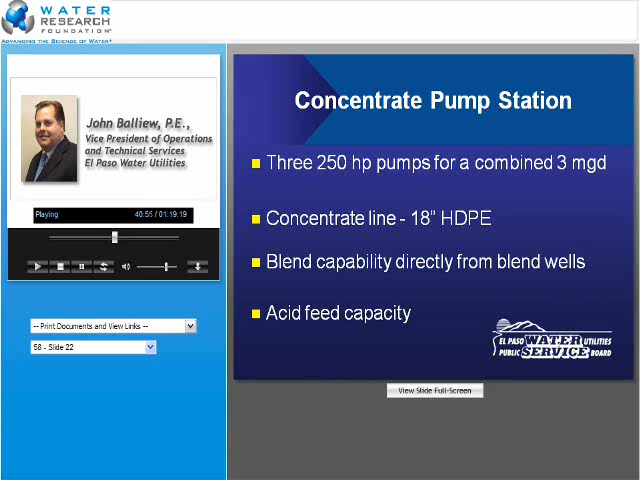 WATER
RESEARCH
FOUNDATION®
ADVANCING THE SCIENCE OF WATER®
John Balliew, P.E.,
Vice President of Operations
and Technical Services
El Paso Water Utilities
Playing 40:55 / 01:19:19
-- Print Documents and View Links --
58 - Slide 22
Concentrate Pump Station
Three 250 hp pumps for a combined 3 mgd
Concentrate line - 18" HDPE
Blend capability directly from blend wells
Acid feed capacity
EL PASO WATER UTILITIES
PUBLIC SERVICE BOARD
View Slide Full-Screen